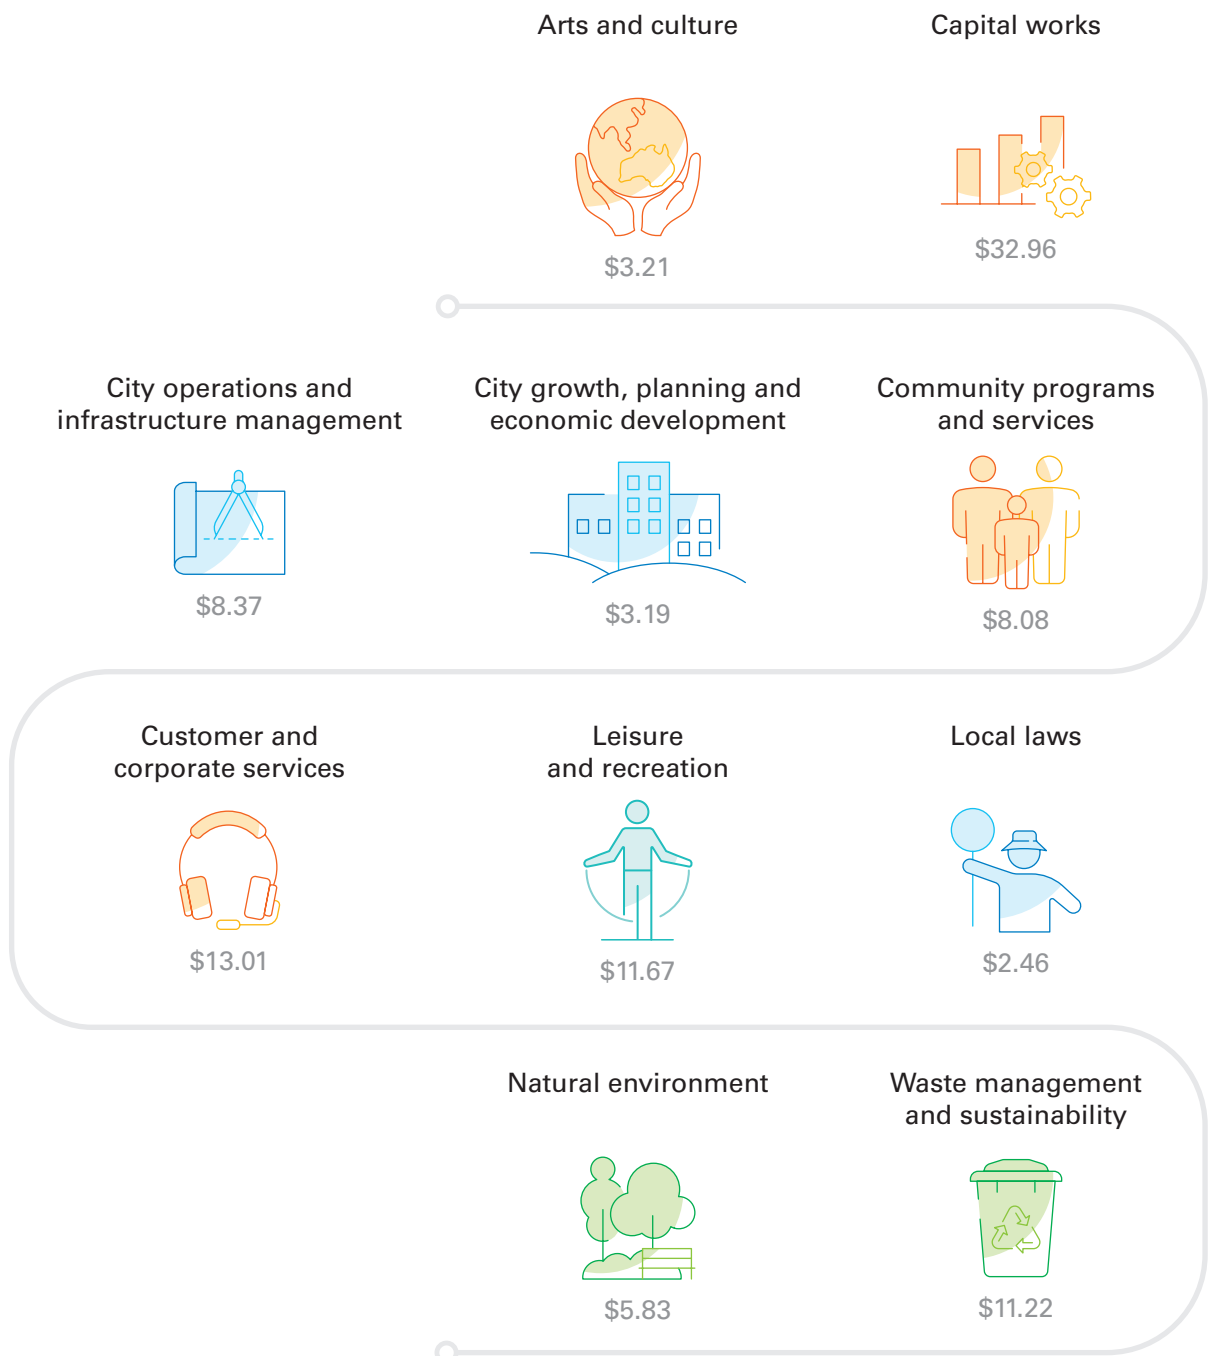 Arts and culture
Capital works
$3.21
$32.96
City operations and
infrastructure management
City growth, planning and
economic development
Community programs
and services
$8.37
$3.19
$8.08
Customer and
corporate services
Leisure
and recreation
Local laws
$13.01
$11.67
$2.46
Natural environment
Waste management
and sustainability
$5.83
$11.22